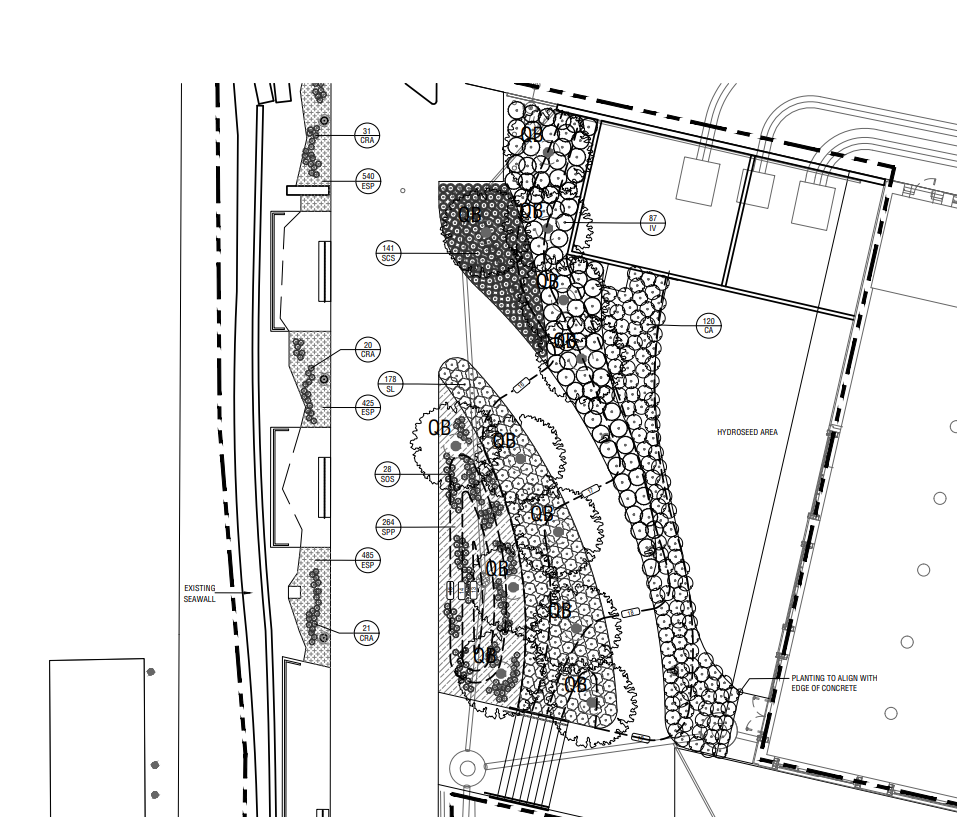 QB
31
CRA
540
ESP
QB
QB
87
IV
141
SCS
QB
120
CA
QB
20
CRA
178
SL
425
ESP
QB
QB
HYDROSEED AREA
28
SOS
QB
264
SPP
485
ESP
QB
EXISTING
SEAWALL
QB
21
CRA
QB
QB
PLANTING TO ALIGN WITH
EDGE OF CONCRETE